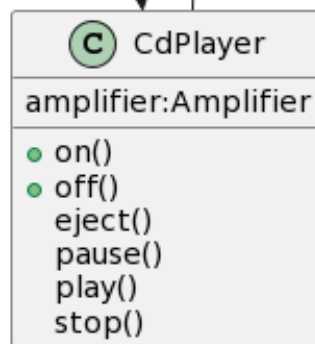 C CdPlayer
amplifier:Amplifier
on()
off()
eject()
pause()
play()
stop()